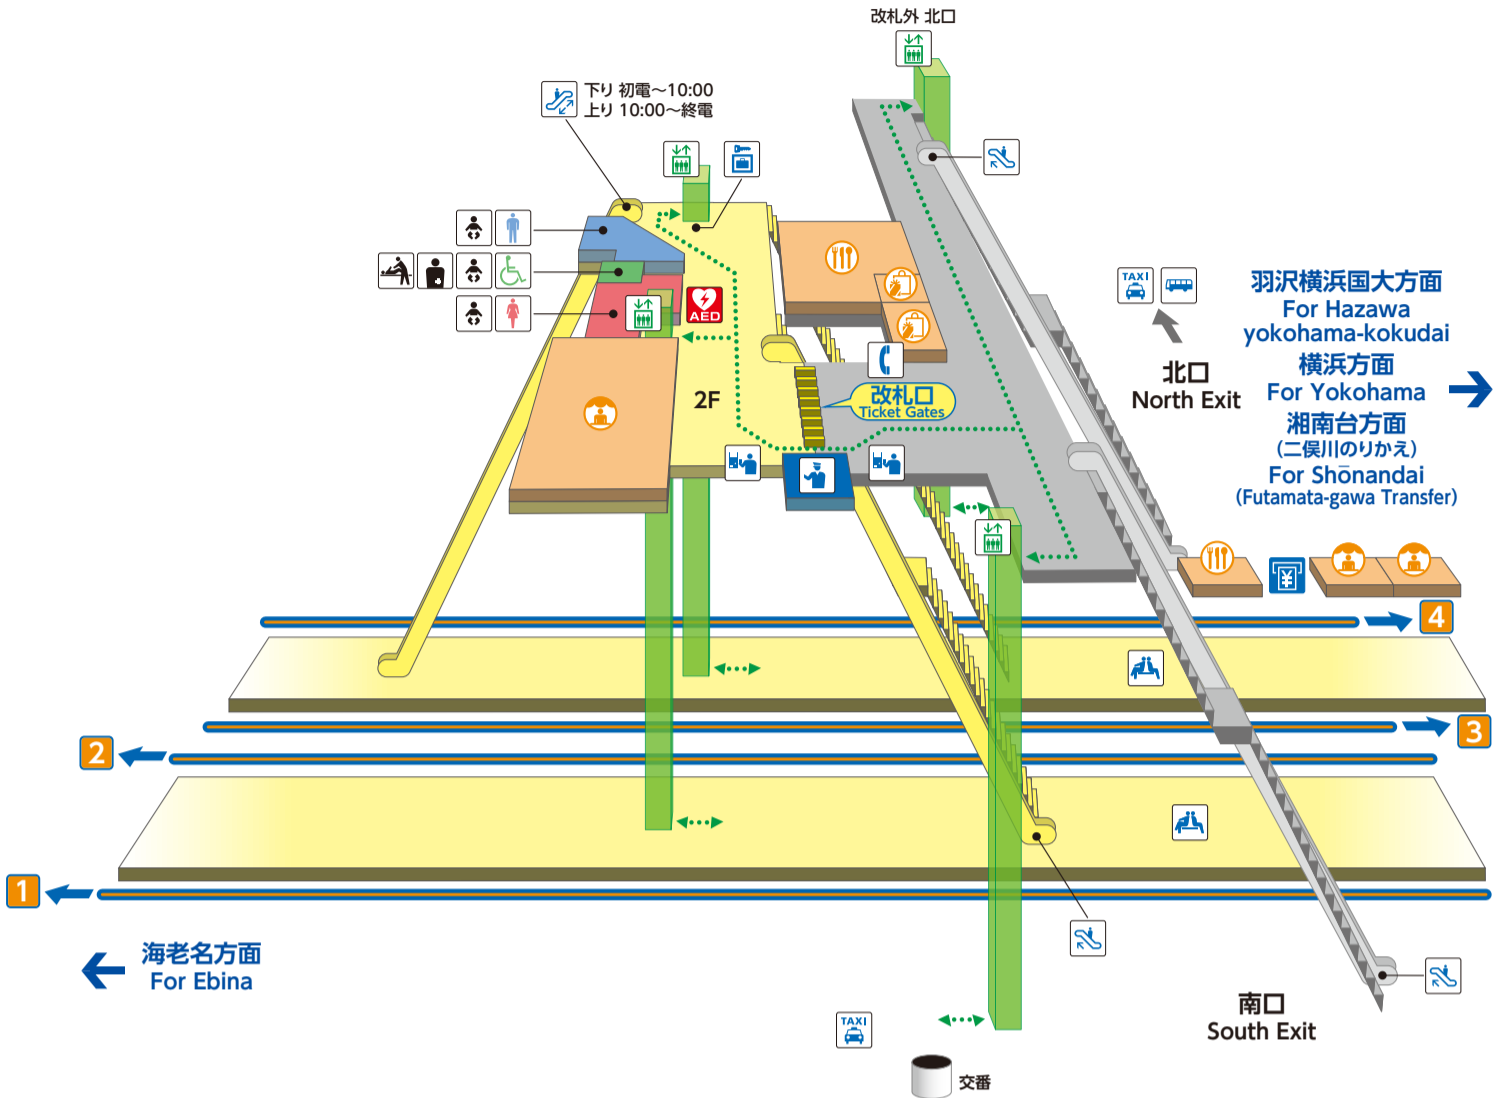 改札外 北口
下り 初電～10:00
上り 10:00～終電
AED
2F
改札口
Ticket Gates
TAXI
北口
North Exit
羽沢横浜国大方面
For Hazawa
yokohama-kokudai
横浜方面
For Yokohama
湘南台方面
(二俣川のりかえ)
For Shōnandai
(Futamata-gawa Transfer)
¥
4
3
2
1
海老名方面
For Ebina
南口
South Exit
TAXI
交番